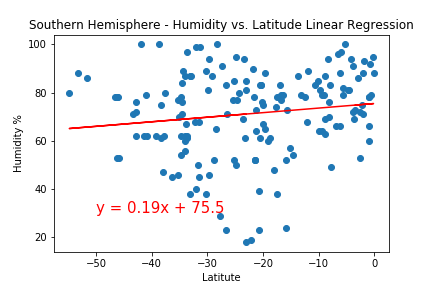 Southern Hemisphere - Humidity vs. Latitude Linear Regression
100
80
60
40
20
Humidity %
y = 0.19x + 75.5
−50
−40
−30
−20
−10
0
Latitute